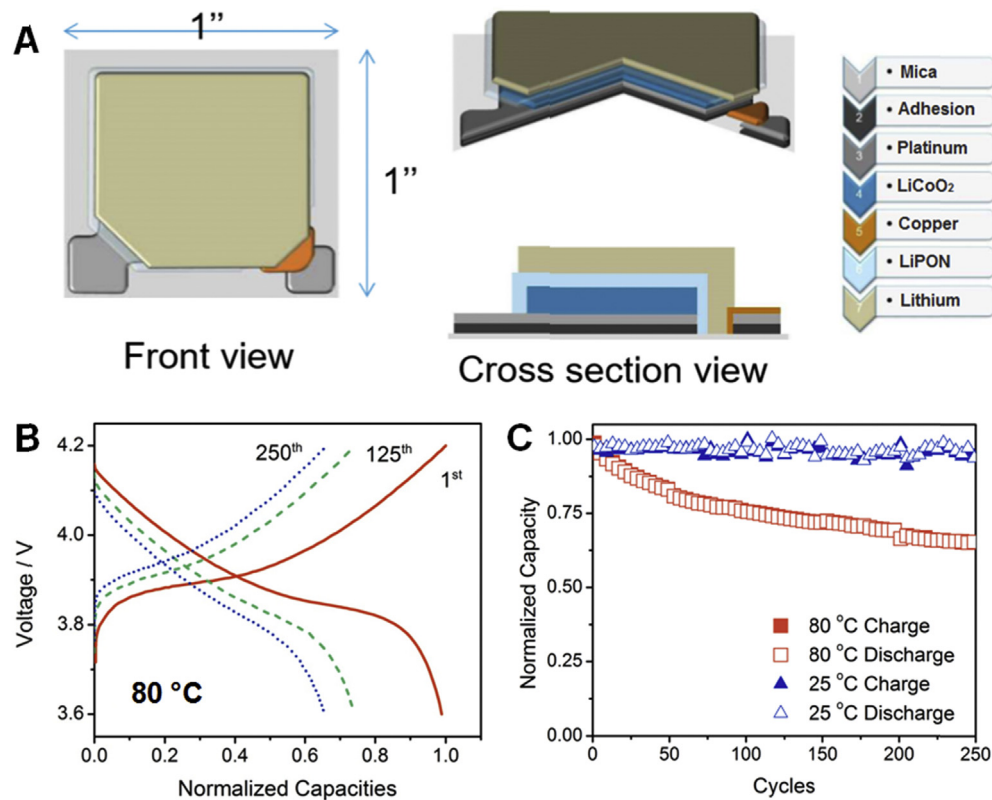 A
1”
1”
Front view
Cross section view
1 • Mica
2 • Adhesion
3 • Platinum
4 • LiCoO₂
5 • Copper
6 • LiPON
7 • Lithium
B
4.2
4.0
3.8
3.6
Voltage / V
250th
125th
1st
80 °C
0.0 0.2 0.4 0.6 0.8 1.0
Normalized Capacities
C
1.00
0.75
0.50
0.25
0.00
Normalized Capacity
80 °C Charge
80 °C Discharge
25 °C Charge
25 °C Discharge
0 50 100 150 200 250
Cycles